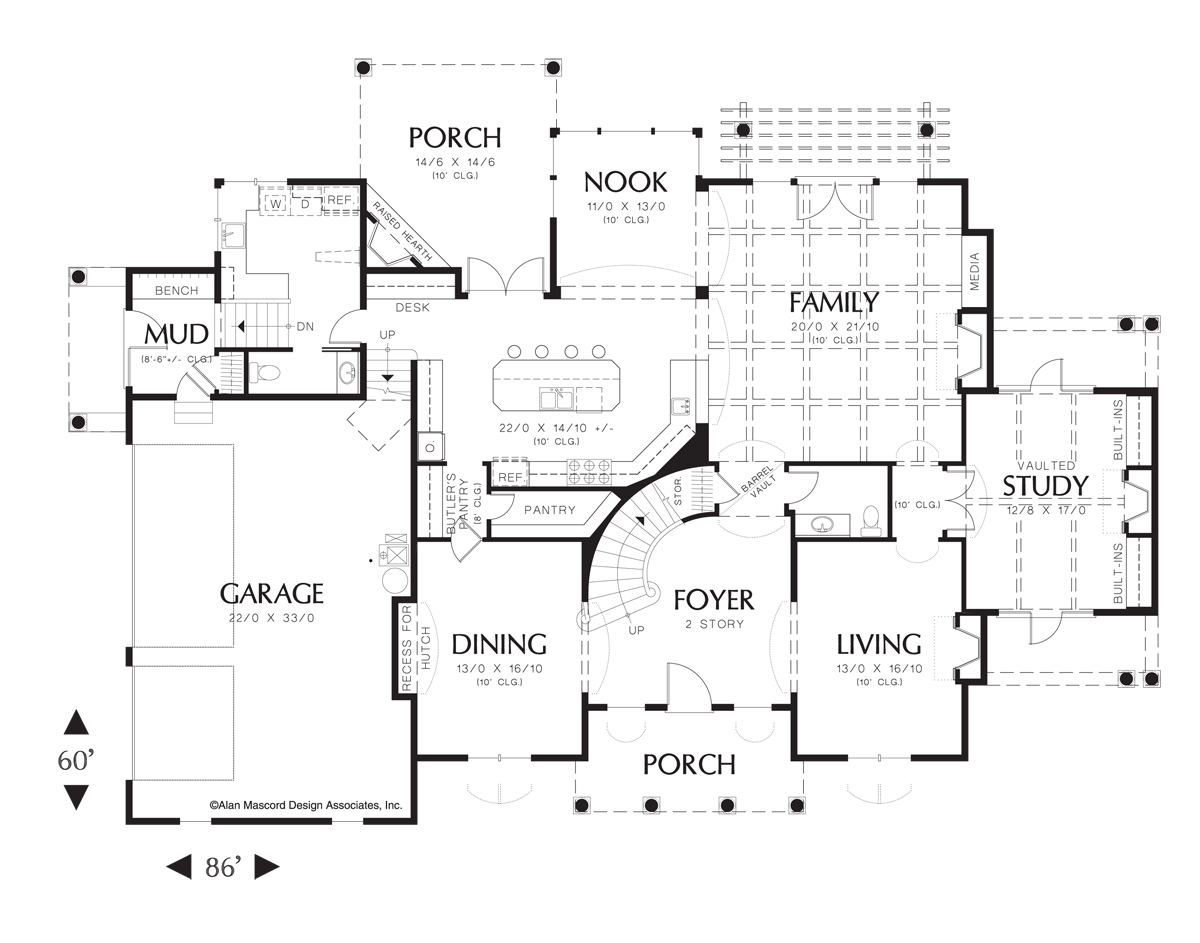 PORCH
14/6 X 14/6
(10' CLG.)
NOOK
11/0 X 13/0
(10' CLG.)
W
D
REF.
RAISED HEARTH
BENCH
MUD
(8'-6"+/- CLG.)
DN
DESK
UP
MEDIA
FAMILY
20/0 X 21/10
(10' CLG.)
22/0 X 14/10 +/-
(10' CLG.)
REF.
BUTLER'S
PANTRY
(8' CLG.)
PANTRY
STOR.
BARREL
VAULT
(10' CLG.)
BUILT-INS
VAULTED
STUDY
12/8 X 17/0
BUILT-INS
GARAGE
22/0 X 33/0
RECESS FOR
HUTCH
DINING
13/0 X 16/10
(10' CLG.)
UP
FOYER
2 STORY
LIVING
13/0 X 16/10
(10' CLG.)
PORCH
60'
©Alan Mascord Design Associates, Inc.
86'